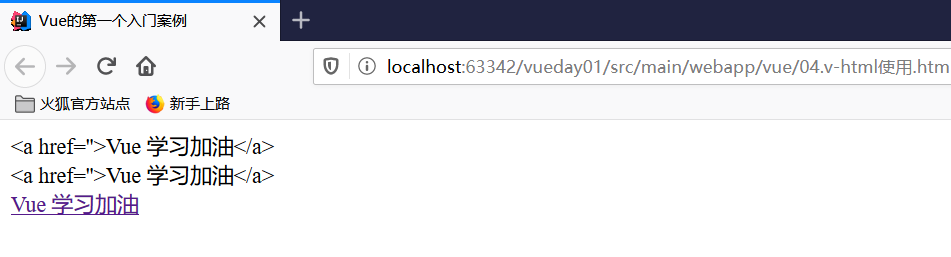 Vue的第一个入门案例
localhost:63342/vueday01/src/main/webapp/vue/04.v-html使用.htm
火狐官方站点 新手上路
<a href=''>Vue 学习加油</a>
<a href=''>Vue 学习加油</a>
Vue 学习加油